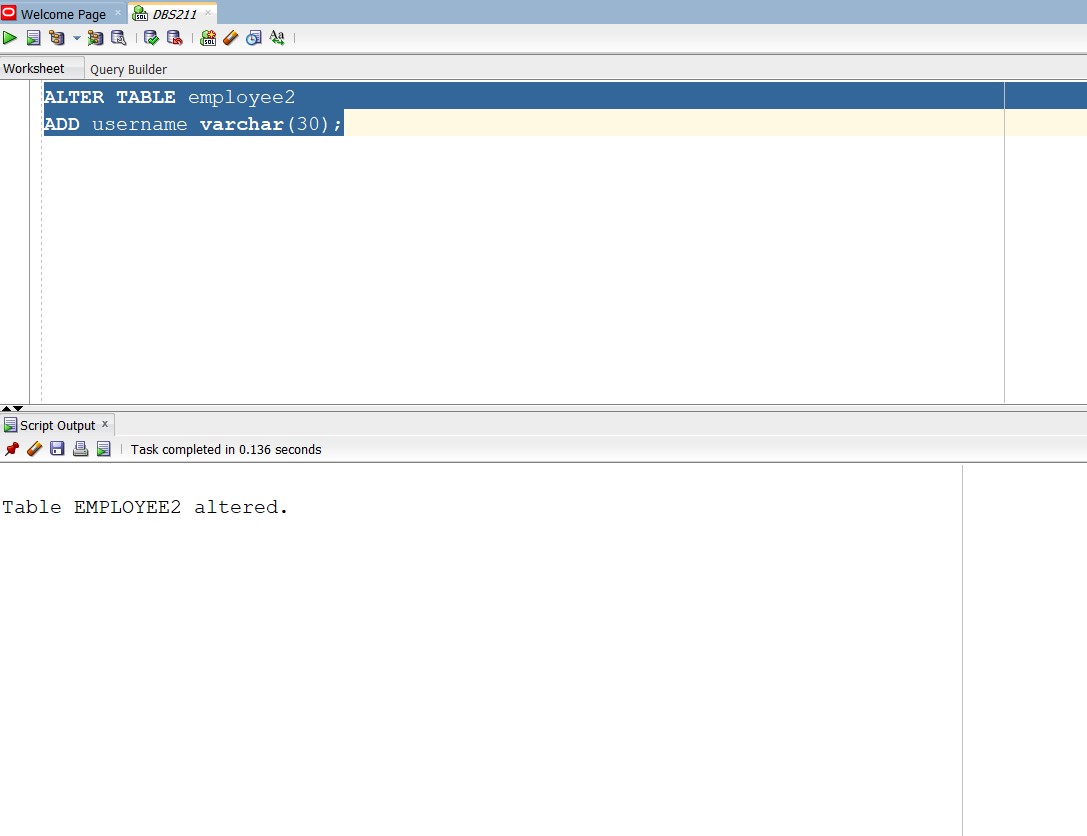 Welcome Page
DBS211
Worksheet
Query Builder
ALTER TABLE employee2
ADD username varchar(30);
Script Output
Task completed in 0.136 seconds
Table EMPLOYEE2 altered.